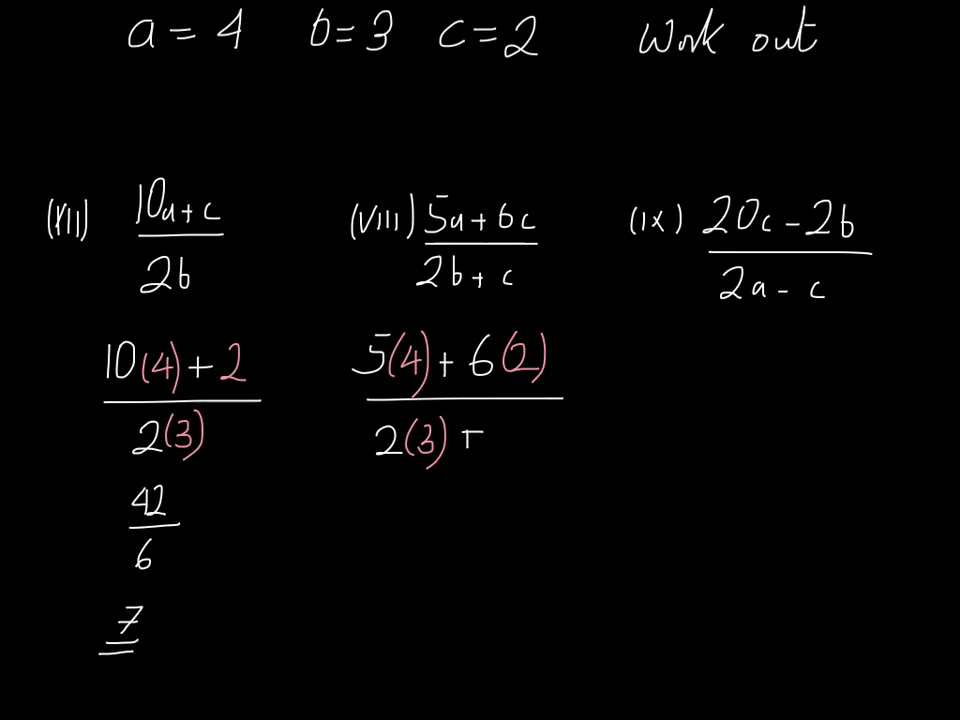 a = 4 b = 3 c = 2 Work out
(VII) 10a + c / 2b
(VIII) 5a + 6c / 2b + c
(IX) 20c - 2b / 2a - c
10(4) + 2 / 2(3)
5(4) + 6(2) / 2(3)
42 / 6
7